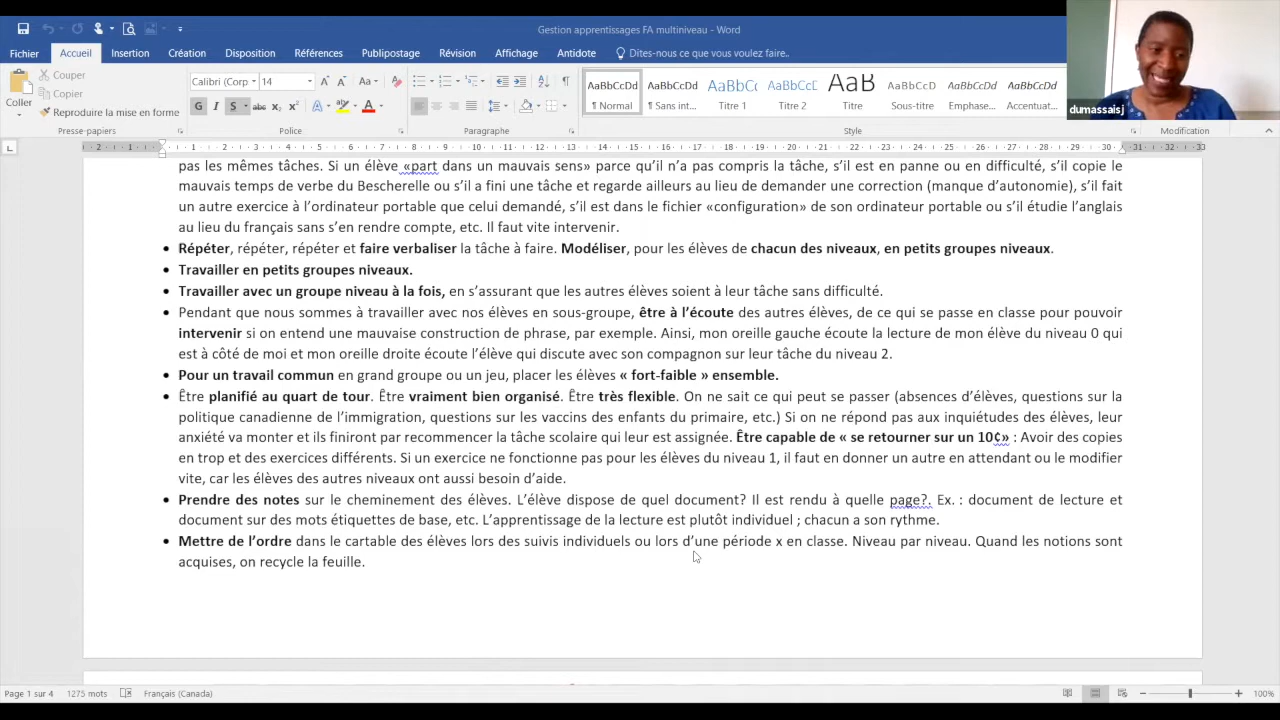 Gestion apprentissages FA multiniveau - Word
Fichier Accueil Insertion Création Disposition Références Publipostage Révision Affichage Antidote Dites-nous ce que vous voulez faire..
Coller
Couper
Copier
Reproduire la mise en forme
Calibri (Corp 14
G I S abc x₂ x²
AaBbCcDd AaBbCcDd AaBbCc AaBbCcE AaB AaBbCcD AaBbCcDd AaBbCcDd
¶ Normal ¶ Sans int... Titre 1 Titre 2 Titre Sous-titre Emphase... Accentuat...
Presse-papiers Police Paragraphe Style Modification
dumassaisj
pas les mêmes tâches. Si un élève «part dans un mauvais sens» parce qu’il n’a pas compris la tâche, s’il est en panne ou en difficulté, s’il copie le
mauvais temps de verbe du Bescherelle ou s’il a fini une tâche et regarde ailleurs au lieu de demander une correction (manque d’autonomie), s’il fait
un autre exercice à l’ordinateur portable que celui demandé, s’il est dans le fichier «configuration» de son ordinateur portable ou s’il étudie l’anglais
au lieu du français sans s’en rendre compte, etc. Il faut vite intervenir.
• Répéter, répéter, répéter et faire verbaliser la tâche à faire. Modéliser, pour les élèves de chacun des niveaux, en petits groupes niveaux.
• Travailler en petits groupes niveaux.
• Travailler avec un groupe niveau à la fois, en s’assurant que les autres élèves soient à leur tâche sans difficulté.
• Pendant que nous sommes à travailler avec nos élèves en sous-groupe, être à l’écoute des autres élèves, de ce qui se passe en classe pour pouvoir
intervenir si on entend une mauvaise construction de phrase, par exemple. Ainsi, mon oreille gauche écoute la lecture de mon élève du niveau 0 qui
est à côté de moi et mon oreille droite écoute l’élève qui discute avec son compagnon sur leur tâche du niveau 2.
• Pour un travail commun en grand groupe ou un jeu, placer les élèves « fort-faible » ensemble.
• Être planifié au quart de tour. Être vraiment bien organisé. Être très flexible. On ne sait ce qui peut se passer (absences d’élèves, questions sur la
politique canadienne de l’immigration, questions sur les vaccins des enfants du primaire, etc.) Si on ne répond pas aux inquiétudes des élèves, leur
anxiété va monter et ils finiront par recommencer la tâche scolaire qui leur est assignée. Être capable de « se retourner sur un 10¢» : Avoir des copies
en trop et des exercices différents. Si un exercice ne fonctionne pas pour les élèves du niveau 1, il faut en donner un autre en attendant ou le modifier
vite, car les élèves des autres niveaux ont aussi besoin d’aide.
• Prendre des notes sur le cheminement des élèves. L’élève dispose de quel document? Il est rendu à quelle page?. Ex. : document de lecture et
document sur des mots étiquettes de base, etc. L’apprentissage de la lecture est plutôt individuel ; chacun a son rythme.
• Mettre de l’ordre dans le cartable des élèves lors des suivis individuels ou lors d’une période x en classe. Niveau par niveau. Quand les notions sont
acquises, on recycle la feuille.
Page 1 sur 4 1275 mots Français (Canada) 100%